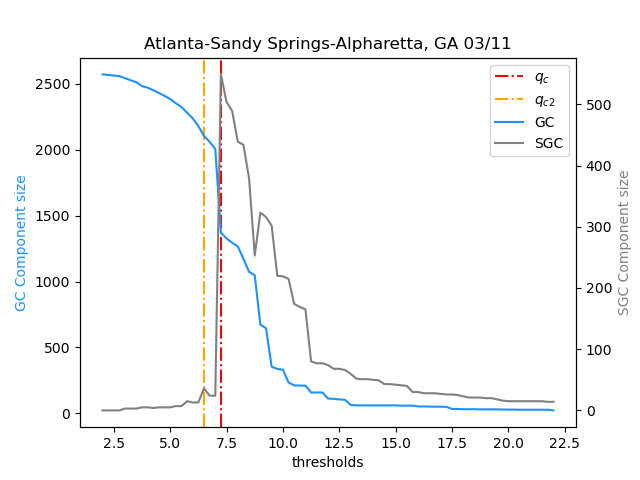 Atlanta-Sandy Springs-Alpharetta, GA 03/11
q_c
q_{c2}
GC
SGC
2500
2000
1500
1000
500
0
GC Component size
500
400
300
200
100
0
SGC Component size
2.5 5.0 7.5 10.0 12.5 15.0 17.5 20.0 22.5
thresholds